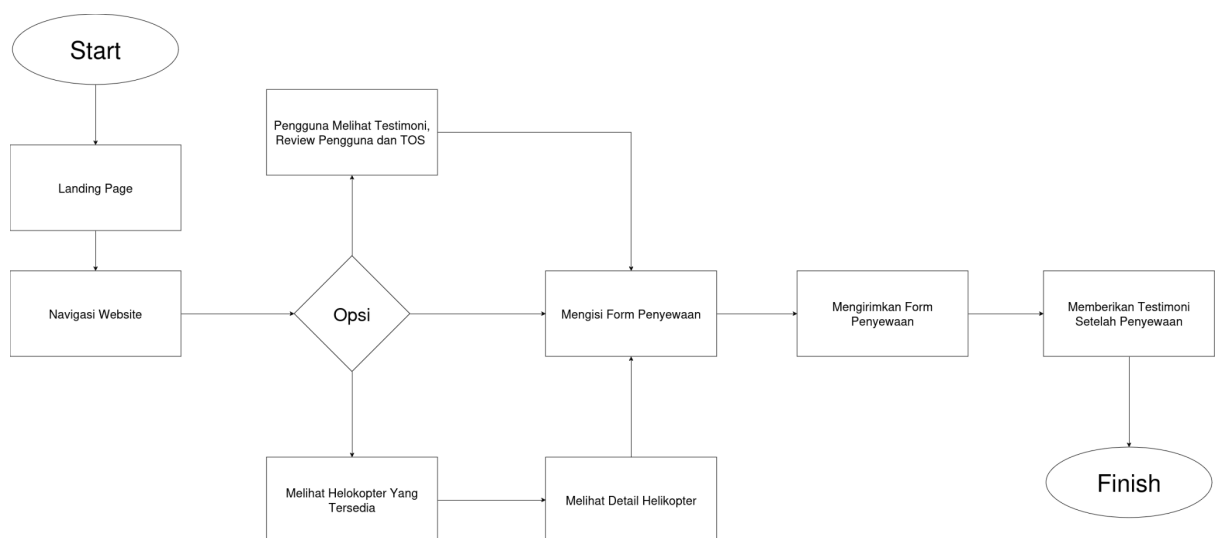 Start
Landing Page
Navigasi Website
Pengguna Melihat Testimoni,
Review Pengguna dan TOS
Opsi
Melihat Helokopter Yang
Tersedia
Melihat Detail Helikopter
Mengisi Form Penyewaan
Mengirimkan Form
Penyewaan
Memberikan Testimoni
Setelah Penyewaan
Finish